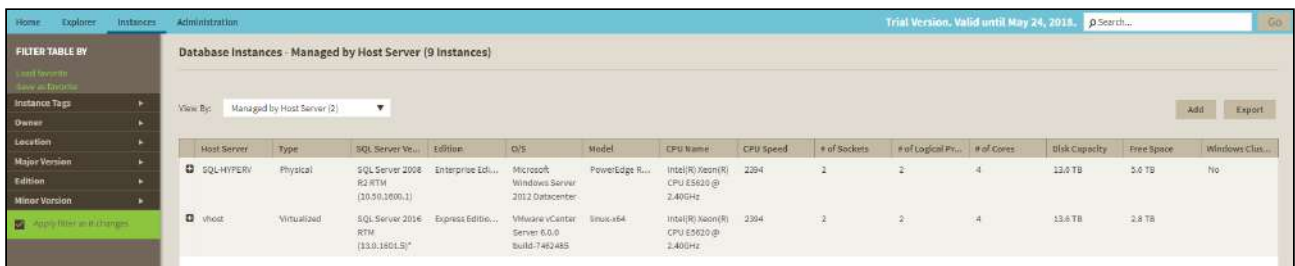 Home Explorer Instances Administration Trial Version. Valid until May 24, 2018. Search... Go
FILTER TABLE BY
Load favorite
Save as favorite
Instance Tags
Owner
Location
Major Version
Edition
Minor Version
Apply filter as it changes
Database Instances - Managed by Host Server (9 Instances)
View By: Managed by Host Server (2) Add Export
Host Server Type SQL Server Ve... Edition O/S Model CPU Name CPU Speed # of Sockets # of Logical Pr... # of Cores Disk Capacity Free Space Windows Clus...
SQL-HYPERV Physical SQL Server 2008 Enterprise Edi... Microsoft PowerEdge R... Intel(R) Xeon(R) 2394 2 2 4 13.6 TB 5.6 TB No
R2 RTM Windows Server CPU E5620 @
(10.50.1600.1) 2012 Datacenter 2.40GHz
vhost Virtualized SQL Server 2016 Express Editio... VMware vCenter linux-x64 Intel(R) Xeon(R) 2394 2 2 4 13.6 TB 2.8 TB
RTM Server 6.0.0 CPU E5620 @
(13.0.1601.5)* build-7462485 2.40GHz